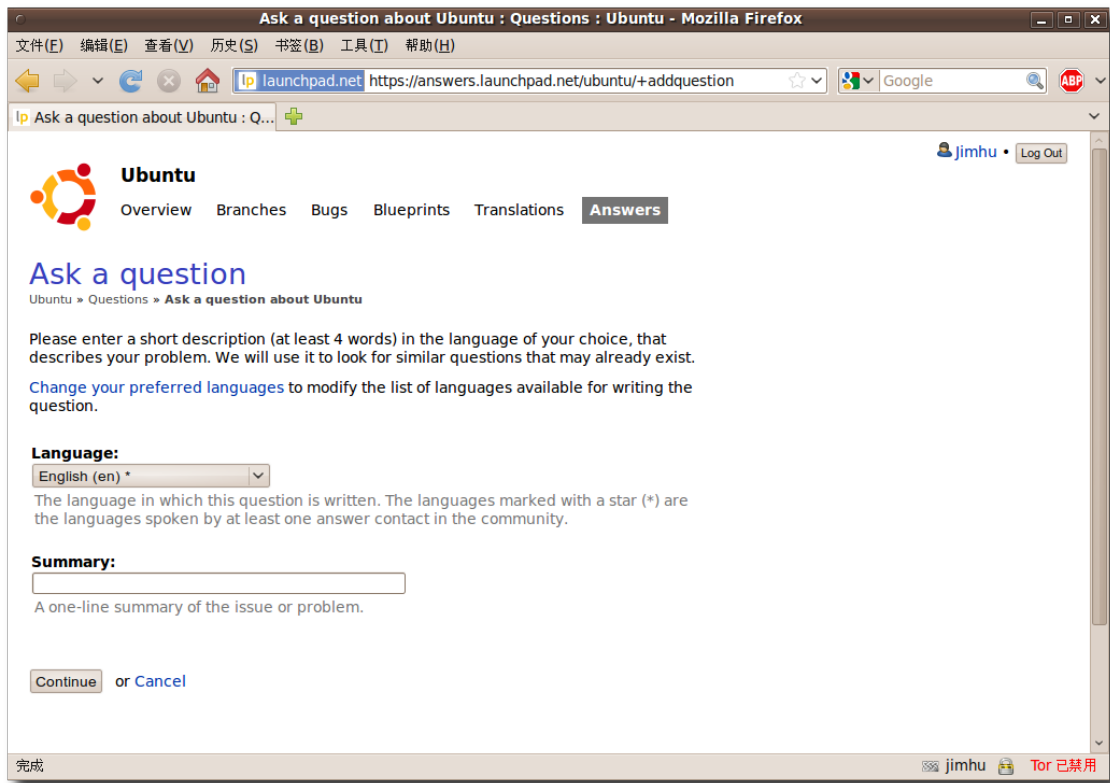 Ask a question about Ubuntu : Questions : Ubuntu - Mozilla Firefox
文件(F) 编辑(E) 查看(V) 历史(S) 书签(B) 工具(T) 帮助(H)
lp launchpad.net https://answers.launchpad.net/ubuntu/+addquestion Google ABP
lp Ask a question about Ubuntu : Q...
Jimhu • Log Out
Ubuntu
Overview Branches Bugs Blueprints Translations Answers
Ask a question
Ubuntu » Questions » Ask a question about Ubuntu
Please enter a short description (at least 4 words) in the language of your choice, that
describes your problem. We will use it to look for similar questions that may already exist.
Change your preferred languages to modify the list of languages available for writing the
question.
Language:
English (en) *
The language in which this question is written. The languages marked with a star (*) are
the languages spoken by at least one answer contact in the community.
Summary:
A one-line summary of the issue or problem.
Continue or Cancel
完成 jimhu Tor 已禁用